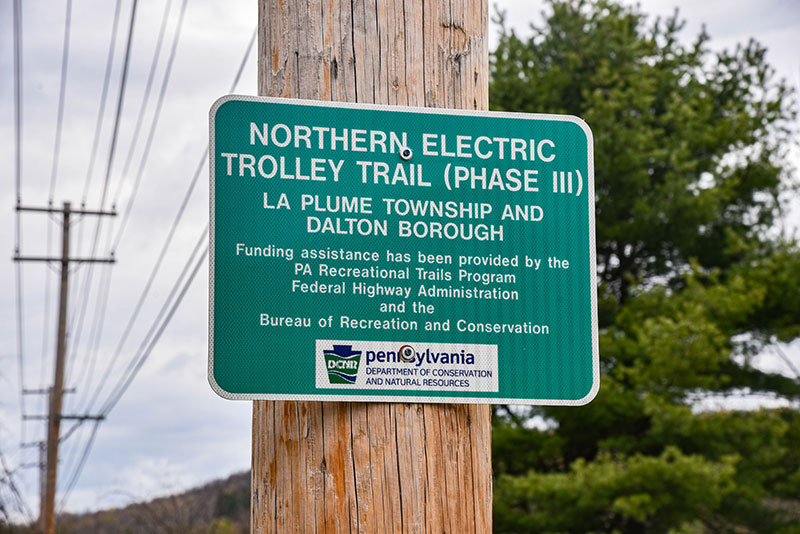 NORTHERN ELECTRIC
TROLLEY TRAIL (PHASE III)
LA PLUME TOWNSHIP AND
DALTON BOROUGH
Funding assistance has been provided by the
PA Recreational Trails Program
Federal Highway Administration
and the
Bureau of Recreation and Conservation
DCNR
pennsylvania
DEPARTMENT OF CONSERVATION
AND NATURAL RESOURCES